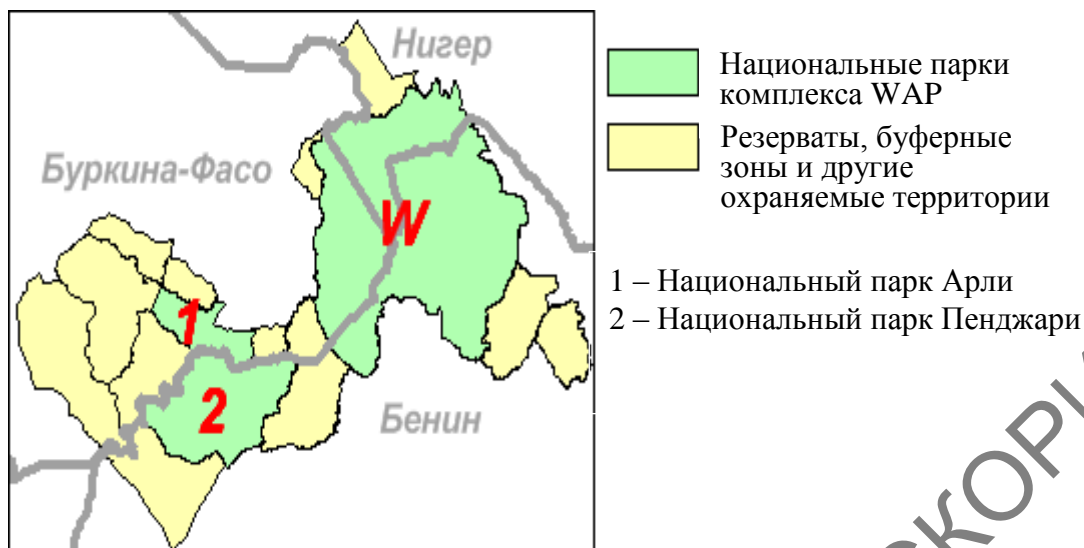 Нигер
Буркина-Фасо
W
1
2
Бенин
Национальные парки
комплекса WAP
Резерваты, буферные
зоны и другие
охраняемые территории
1 – Национальный парк Арли
2 – Национальный парк Пенджари